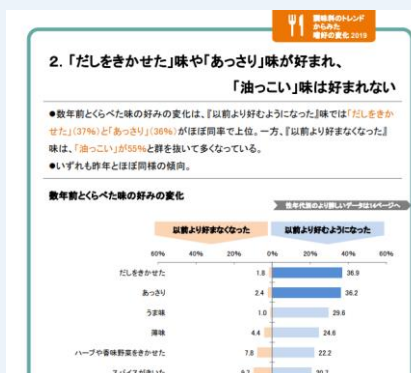 調味料のトレンド
からみた
嗜好の変化 2019
2. 「だしをきかせた」味や「あっさり」味が好まれ、
「油っこい」味は好まれない
●数年前とくらべた味の好みの変化は、『以前より好むようになった』味では「だしをき
かせた」(37%)と「あっさり」(36%)がほぼ同率で上位。一方、『以前より好まなくなった』
味は、「油っこい」が55%と群を抜いて多くなっている。
●いずれも昨年とほぼ同様の傾向。
数年前とくらべた味の好みの変化
性年代別のより詳しいデータは14ページへ
以前より好まなくなった 以前より好むようになった
60% 40% 20% 0% 20% 40% 60%
だしをきかせた 1.8 36.9
あっさり 2.4 36.2
うま味 1.0 29.6
薄味 4.4 24.6
ハーブや香味野菜をきかせた 7.8 22.2
スパイスがきいた 9.2 20.7